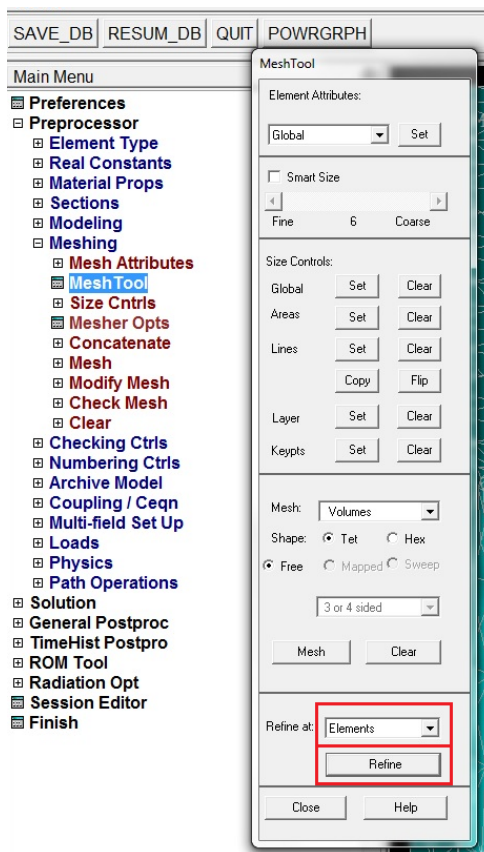 SAVE_DB RESUM_DB QUIT POWRGRPH
Main Menu
Preferences
Preprocessor
Element Type
Real Constants
Material Props
Sections
Modeling
Meshing
Mesh Attributes
MeshTool
Size Cntrls
Mesher Opts
Concatenate
Mesh
Modify Mesh
Check Mesh
Clear
Checking Ctrls
Numbering Ctrls
Archive Model
Coupling / Ceqn
Multi-field Set Up
Loads
Physics
Path Operations
Solution
General Postproc
TimeHist Postpro
ROM Tool
Radiation Opt
Session Editor
Finish
MeshTool
Element Attributes:
Global Set
Smart Size
Fine 6 Coarse
Size Controls:
Global Set Clear
Areas Set Clear
Lines Set Clear
Copy Flip
Layer Set Clear
Keypts Set Clear
Mesh: Volumes
Shape: Tet Hex
Free Mapped Sweep
3 or 4 sided
Mesh Clear
Refine at: Elements
Refine
Close Help